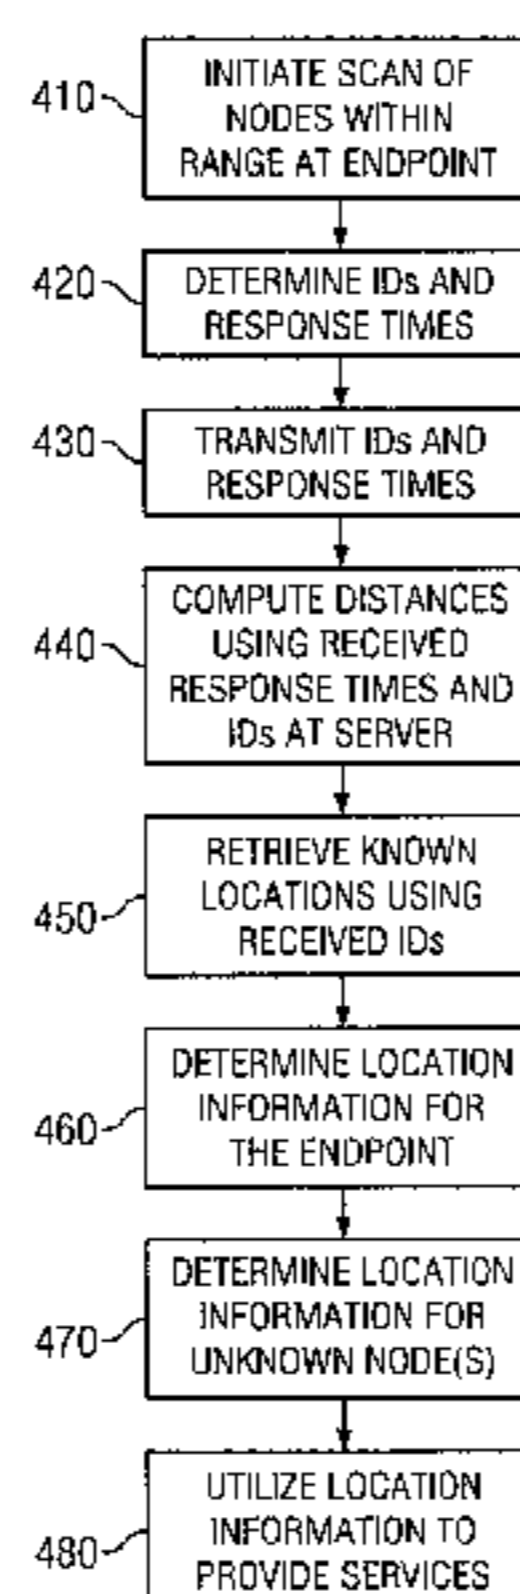 410
INITIATE SCAN OF
NODES WITHIN
RANGE AT ENDPOINT
420
DETERMINE IDs AND
RESPONSE TIMES
430
TRANSMIT IDs AND
RESPONSE TIMES
440
COMPUTE DISTANCES
USING RECEIVED
RESPONSE TIMES AND
IDs AT SERVER
450
RETRIEVE KNOWN
LOCATIONS USING
RECEIVED IDs
460
DETERMINE LOCATION
INFORMATION FOR
THE ENDPOINT
470
DETERMINE LOCATION
INFORMATION FOR
UNKNOWN NODE(S)
480
UTILIZE LOCATION
INFORMATION TO
PROVIDE SERVICES